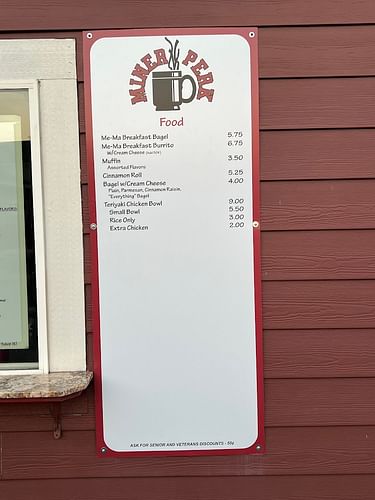 MINER PERK
Food
Me-Ma Breakfast Bagel 5.75
Me-Ma Breakfast Burrito 6.75
W/Cream Cheese
Muffin 3.50
Assorted Flavors
Cinnamon Roll 5.25
Bagel w/Cream Cheese 4.00
Plain, Parmesan, Cinnamon Raisin,
"Everything" Bagel
Teriyaki Chicken Bowl 9.00
Small Bowl 5.50
Rice Only 3.00
Extra Chicken 2.00
ASK FOR SENIOR AND VETERANS DISCOUNTS - 50¢